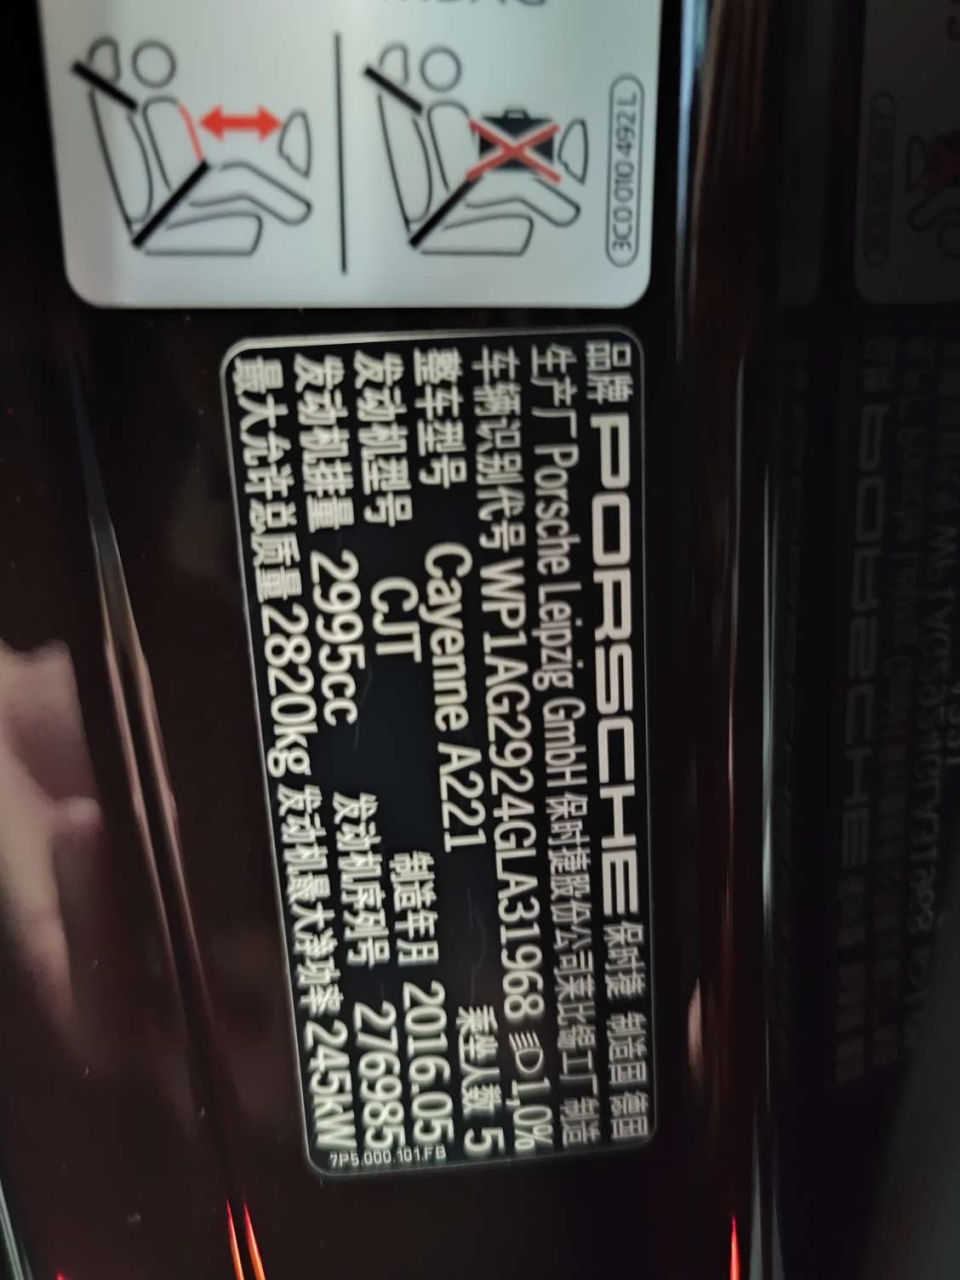 3C0 010 492 L
品牌 PORSCHE 保时捷 制造国 德国
生产厂 Porsche Leipzig GmbH 保时捷股份公司莱比锡工厂制造
车辆识别代号 WP1AG2924GLA31968 1,0%
整车型号 Cayenne A221 乘坐人数 5
发动机型号 CJT 制造年月 2016.05
发动机排量 2995cc 发动机序列号 276985
最大允许总质量 2820kg 发动机最大净功率 245kW
7P5.000.101.FB